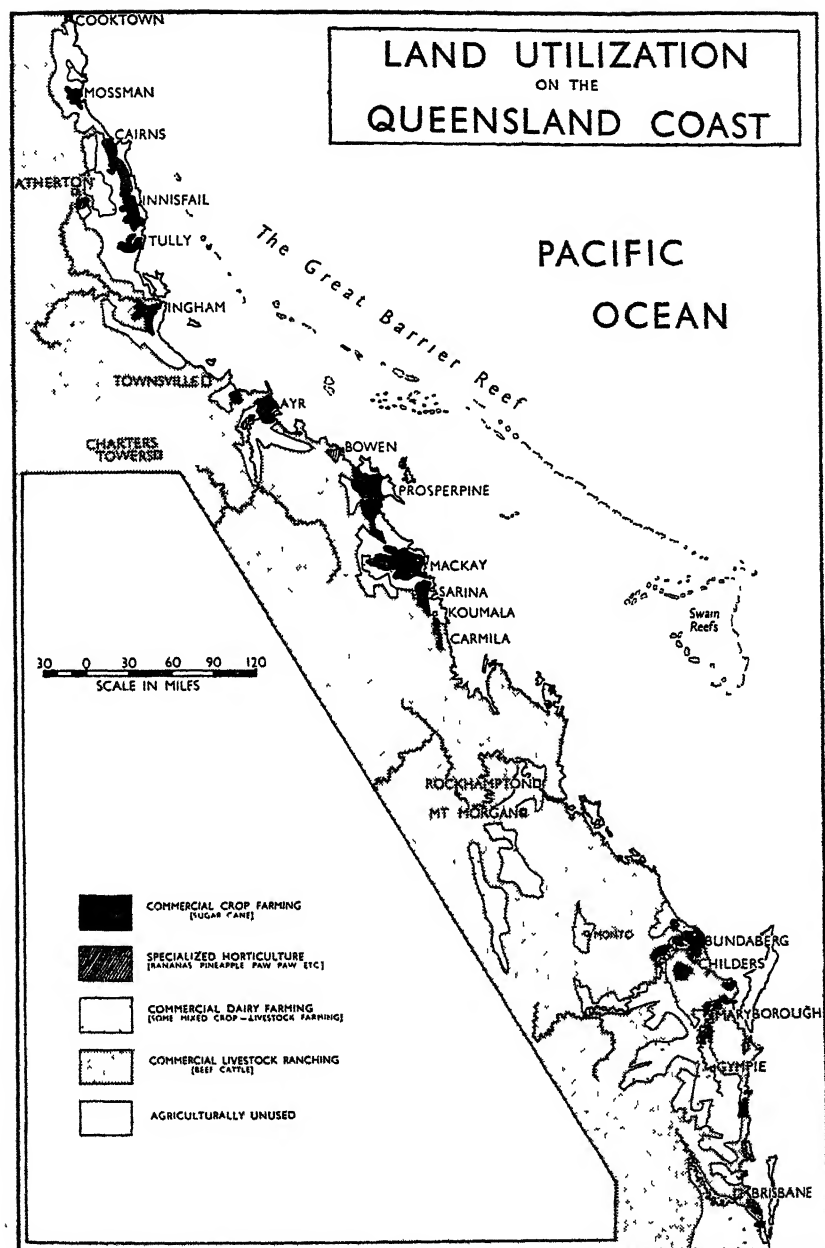 LAND UTILIZATION
ON THE
QUEENSLAND COAST
COOKTOWN
MOSSMAN
CAIRNS
ATHERTON
INNISFAIL
TULLY
INGHAM
TOWNSVILLE
AYR
CHARTERS
TOWERS
BOWEN
PROSPERPINE
MACKAY
SARINA
KOUMALA
CARMILA
The Great Barrier Reef
PACIFIC
OCEAN
Swain
Reefs
30 0 30 60 90 120
SCALE IN MILES
ROCKHAMPTON
MT MORGAN
MONTO
BUNDABERG
CHILDERS
MARYBOROUGH
GYMPIE
BRISBANE
COMMERCIAL CROP FARMING
[SUGAR CANE]
SPECIALIZED HORTICULTURE
[BANANAS PINEAPPLE PAW PAW ETC]
COMMERCIAL DAIRY FARMING
[SOME MIXED CROP-LIVESTOCK FARMING]
COMMERCIAL LIVESTOCK RANCHING
[BEEF CATTLE]
AGRICULTURALLY UNUSED